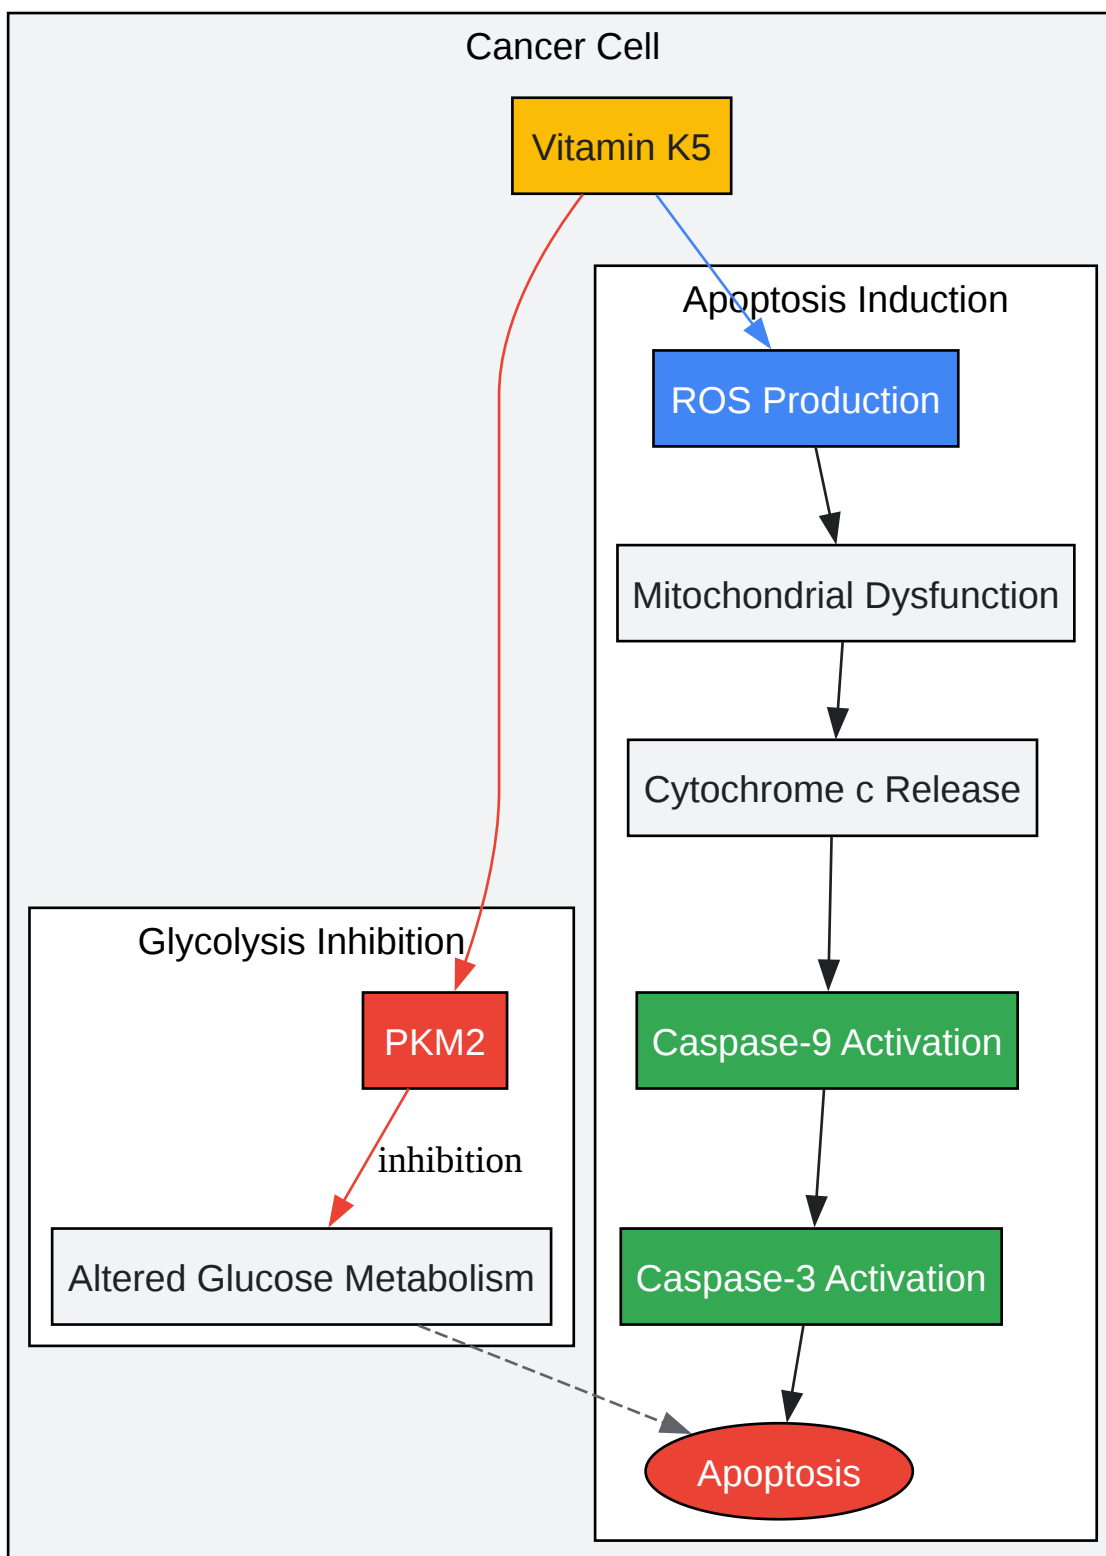 Cancer Cell
Vitamin K5
Apoptosis Induction
ROS Production
Mitochondrial Dysfunction
Cytochrome c Release
Glycolysis Inhibition
PKM2
Caspase-9 Activation
inhibition
Altered Glucose Metabolism
Caspase-3 Activation
Apoptosis